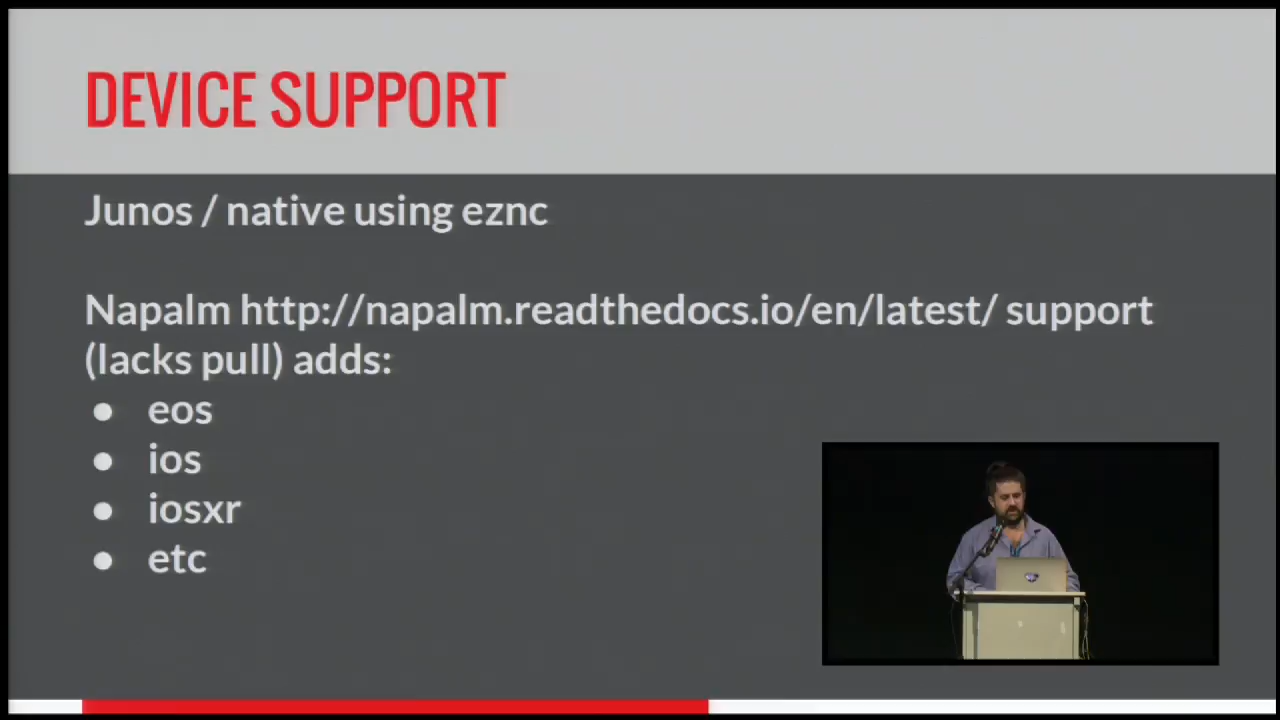 DEVICE SUPPORT
Junos / native using eznc
Napalm http://napalm.readthedocs.io/en/latest/ support
(lacks pull) adds:
● eos
● ios
● iosxr
● etc